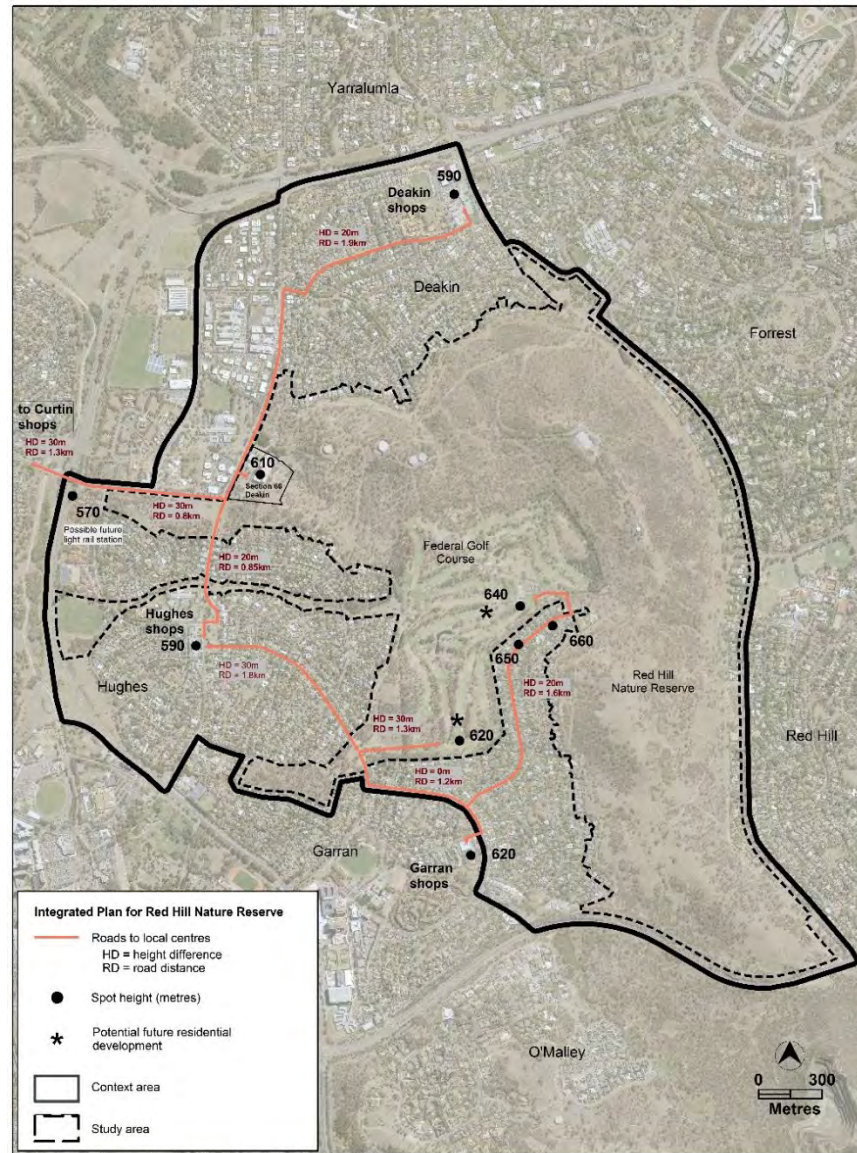 Yarralumla
590
Deakin
shops
HD = 20m
RD = 1.9km
Deakin
Forrest
to Curtin
shops
HD = 30m
RD = 1.3km
610
Section 66
Deakin
570
HD = 30m
RD = 0.8km
Possible future
light rail station
Federal Golf
Course
HD = 20m
RD = 0.85km
640
Hughes
shops
590
660
650
Red Hill
Nature Reserve
HD = 30m
RD = 1.8km
Hughes
HD = 20m
RD = 1.6km
HD = 30m
RD = 1.3km
620
Red Hill
HD = 0m
RD = 1.2km
Garran
620
Garran
shops
Integrated Plan for Red Hill Nature Reserve
Roads to local centres
HD = height difference
RD = road distance
Spot height (metres)
Potential future residential
development
Context area
Study area
O'Malley
0 300
Metres